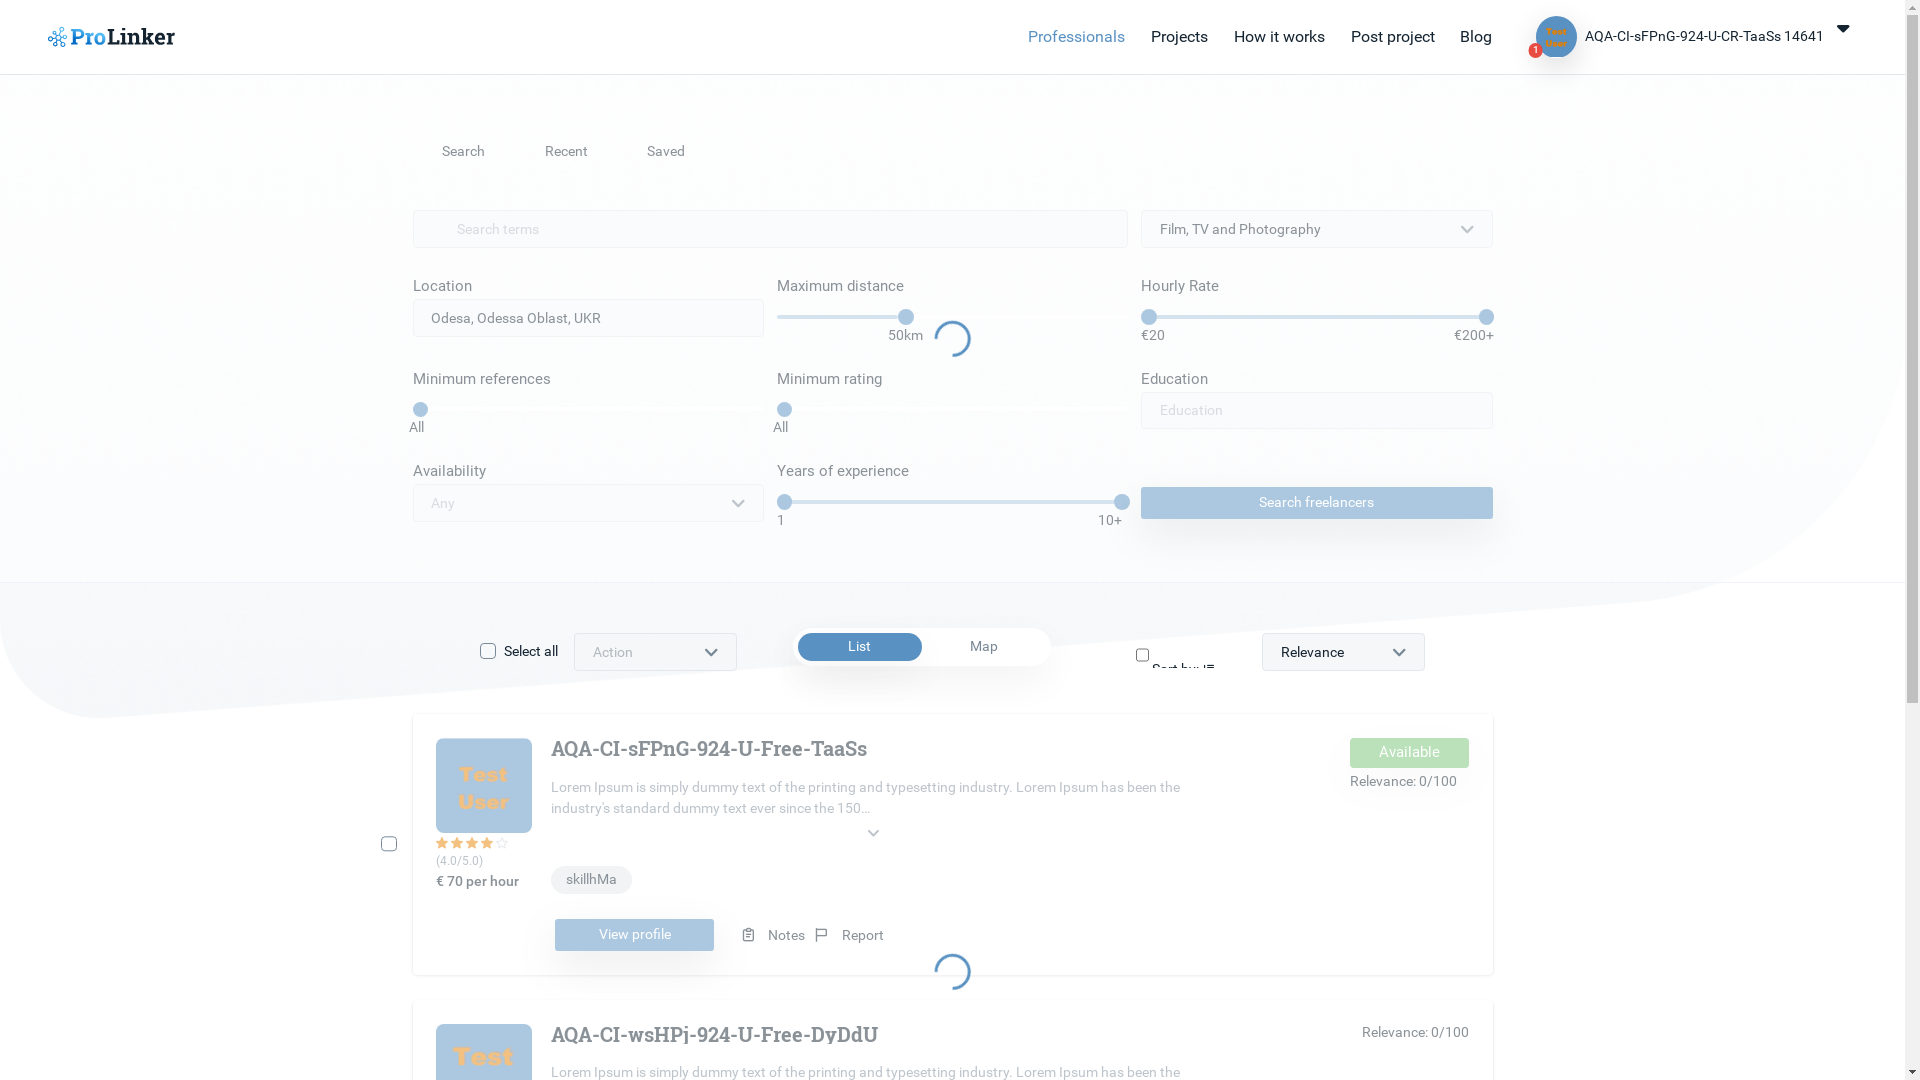 ProLinker
Professionals Projects How it works Post project Blog
Test User
1
AQA-CI-sFPnG-924-U-CR-TaaSs 14641
Search Recent Saved
Search terms
Film, TV and Photography
Location Maximum distance Hourly Rate
Odesa, Odessa Oblast, UKR
50km €20 €200+
Minimum references Minimum rating Education
Education
All All
Availability Years of experience
Any
Search freelancers
1 10+
Select all Action List Map Sort by: Relevance
AQA-CI-sFPnG-924-U-Free-TaaSs
Available
Test
User
Relevance: 0/100
Lorem Ipsum is simply dummy text of the printing and typesetting industry. Lorem Ipsum has been the
industry's standard dummy text ever since the 150...
(4.0/5.0)
€ 70 per hour
skillhMa
View profile Notes Report
AQA-CI-wsHPj-924-U-Free-DyDdU
Relevance: 0/100
Test
Lorem Ipsum is simply dummy text of the printing and typesetting industry. Lorem Ipsum has been the